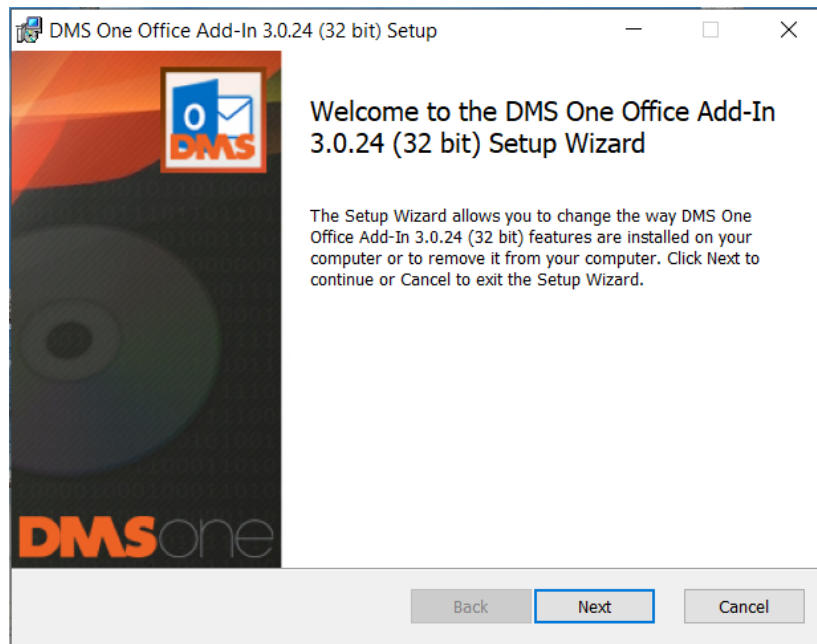 DMS One Office Add-In 3.0.24 (32 bit) Setup
O
DMS
Welcome to the DMS One Office Add-In
3.0.24 (32 bit) Setup Wizard
The Setup Wizard allows you to change the way DMS One
Office Add-In 3.0.24 (32 bit) features are installed on your
computer or to remove it from your computer. Click Next to
continue or Cancel to exit the Setup Wizard.
DMSone
Back Next Cancel